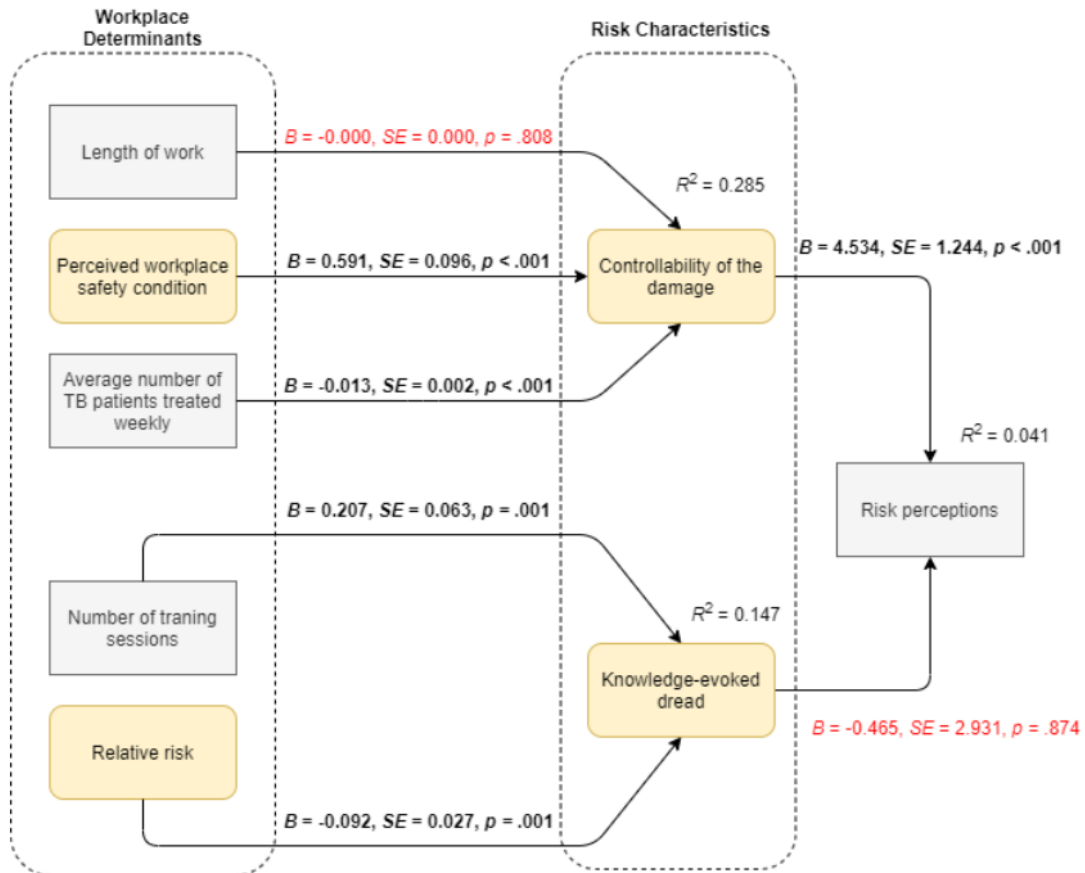 Workplace
Determinants
Risk Characteristics
Length of work
B = -0.000, SE = 0.000, p = .808
R² = 0.285
Perceived workplace
safety condition
B = 0.591, SE = 0.096, p < .001
Controllability of the
damage
B = 4.534, SE = 1.244, p < .001
Average number of
TB patients treated
weekly
B = -0.013, SE = 0.002, p < .001
R² = 0.041
Risk perceptions
B = 0.207, SE = 0.063, p = .001
Number of traning
sessions
R² = 0.147
Knowledge-evoked
dread
B = -0.465, SE = 2.931, p = .874
Relative risk
B = -0.092, SE = 0.027, p = .001